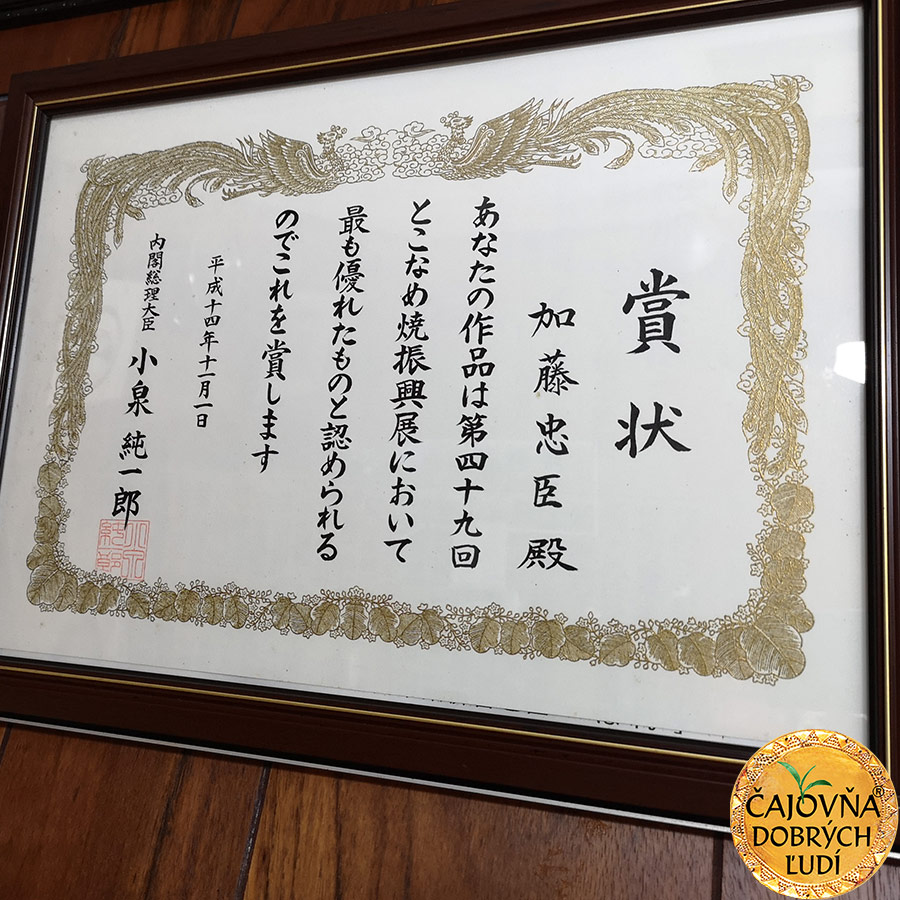 賞状
加藤忠臣殿
あなたの作品は第四十九回
とこなめ焼振興展において
最も優れたものと認められる
のでこれを賞します
平成十四年十一月一日
内閣総理大臣 小泉純一郎
ČAJOVŇA®
DOBRÝCH
ĽUDÍ